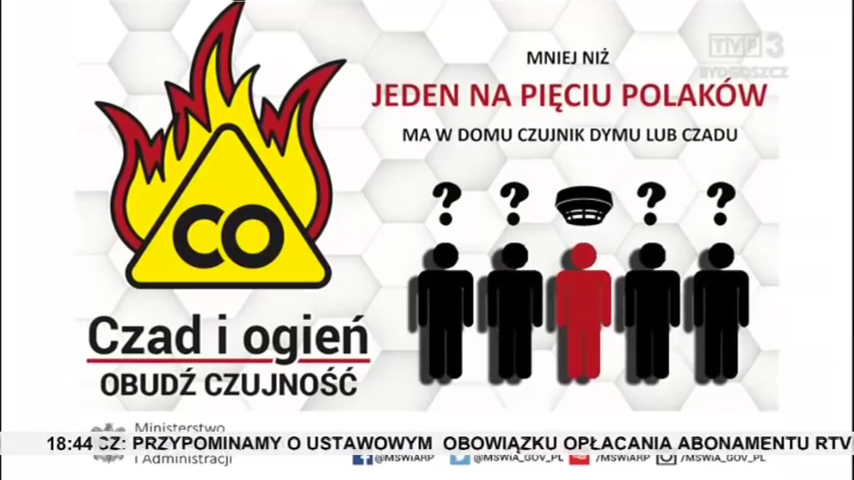 TVP3
BYDGOSZCZ
MNIEJ NIŻ
JEDEN NA PIĘCIU POLAKÓW
MA W DOMU CZUJNIK DYMU LUB CZADU
? ? ? ?
CO
Czad i ogień
OBUDŹ CZUJNOŚĆ
Ministerstwo
18:44 CZ: PRZYPOMINAMY O USTAWOWYM OBOWIĄZKU OPŁACANIA ABONAMENTU RTV
i Administracji
@MSWiARP @MSWiA_GOV_PL /MSWiARP /MSWiA_GOV_PL